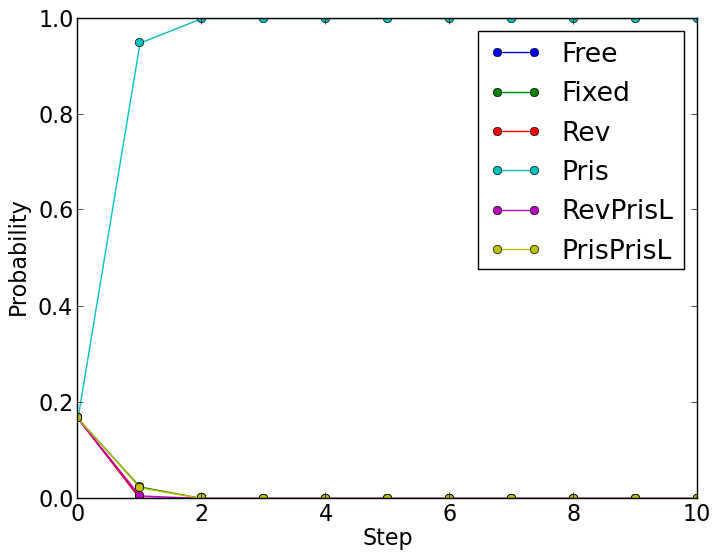 1.0
0.8
0.6
0.4
0.2
0.0
Probability
0 2 4 6 8 10
Step
Free
Fixed
Rev
Pris
RevPrisL
PrisPrisL